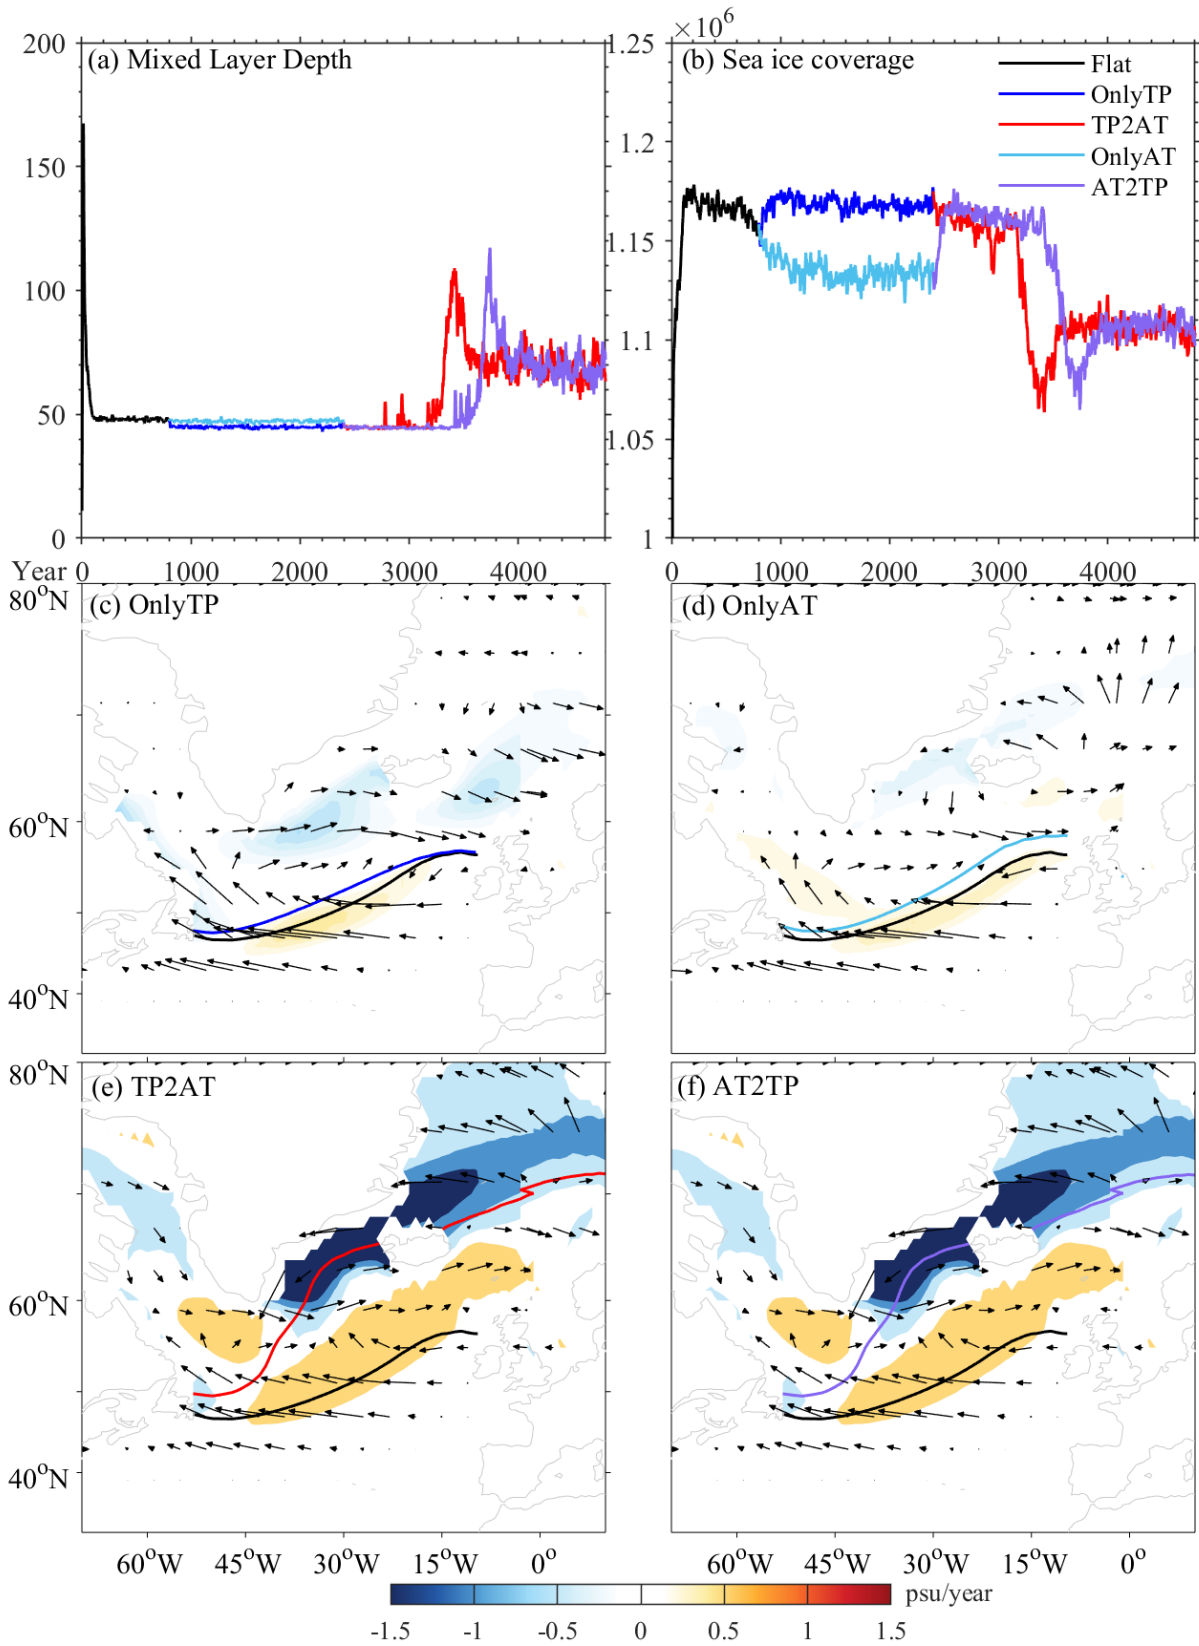 ×10⁶
200
(a) Mixed Layer Depth
150
100
50
0
1.25
(b) Sea ice coverage
1.2
1.15
1.1
1.05
1
Flat
OnlyTP
TP2AT
OnlyAT
AT2TP
Year 0 1000 2000 3000 4000
0 1000 2000 3000 4000
80°N
(c) OnlyTP
60°N
40°N
(d) OnlyAT
80°N
(e) TP2AT
60°N
40°N
(f) AT2TP
60°W 45°W 30°W 15°W 0°
60°W 45°W 30°W 15°W 0°
psu/year
-1.5 -1 -0.5 0 0.5 1 1.5